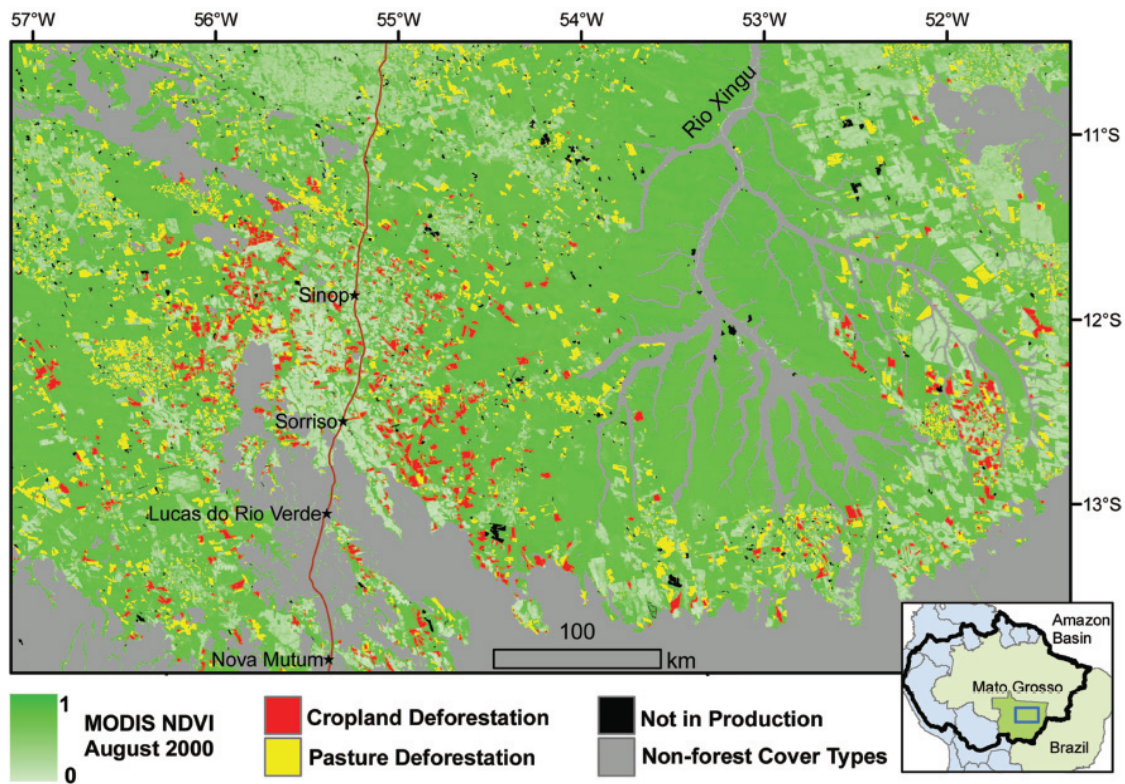 57°W 56°W 55°W 54°W 53°W 52°W
Rio Xingu
11°S
Sinop
12°S
Sorriso
Lucas do Rio Verde
13°S
100
km
Nova Mutum
Amazon
Basin
Mato Grosso
Brazil
1
0
MODIS NDVI
August 2000
Cropland Deforestation
Pasture Deforestation
Not in Production
Non-forest Cover Types